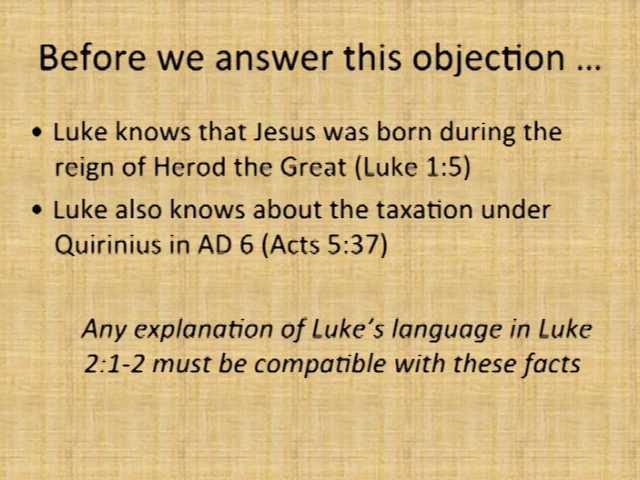 Before we answer this objection ...
• Luke knows that Jesus was born during the
reign of Herod the Great (Luke 1:5)
• Luke also knows about the taxation under
Quirinius in AD 6 (Acts 5:37)
Any explanation of Luke's language in Luke
2:1-2 must be compatible with these facts